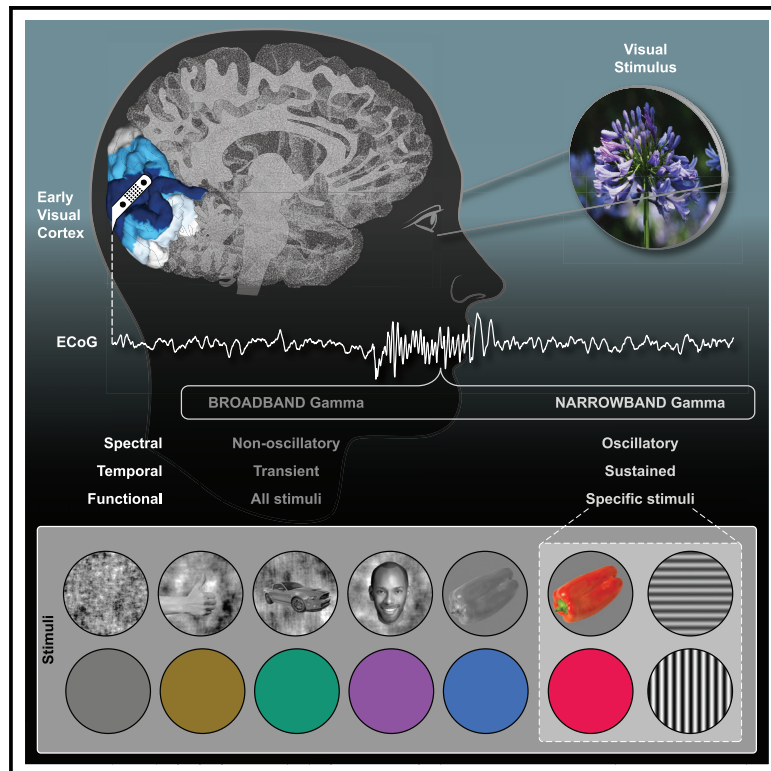 Visual
Stimulus
Early
Visual
Cortex
ECoG
BROADBAND Gamma NARROWBAND Gamma
Spectral Non-oscillatory Oscillatory
Temporal Transient Sustained
Functional All stimuli Specific stimuli
Stimuli